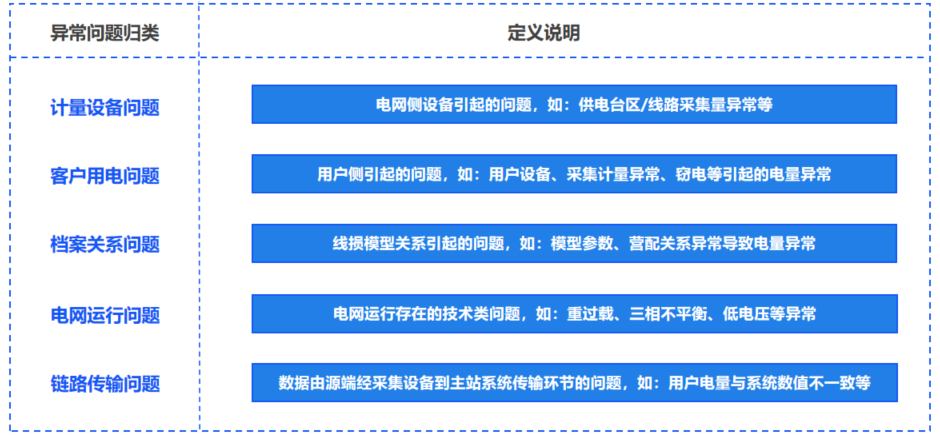 异常问题归类
定义说明
计量设备问题
电网侧设备引起的问题，如：供电台区/线路采集量异常等
客户用电问题
用户侧引起的问题，如：用户设备、采集计量异常、窃电等引起的电量异常
档案关系问题
线损模型关系引起的问题，如：模型参数、营配关系异常导致电量异常
电网运行问题
电网运行存在的技术类问题，如：重过载、三相不平衡、低电压等异常
链路传输问题
数据由源端经采集设备到主站系统传输环节的问题，如：用户电量与系统数值不一致等